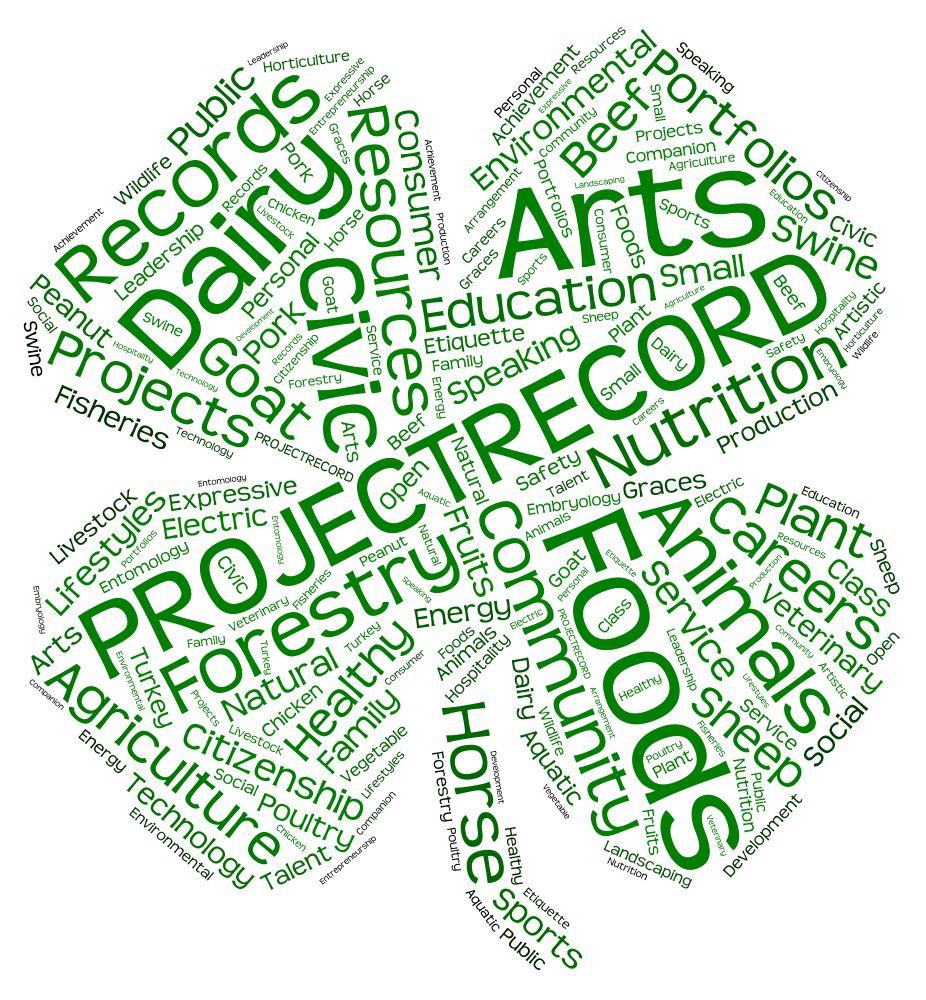 Leadership
Horticulture
Public
Expressive
Entrepreneurship
Horse
Records
Dairy
Pork
Graces
Resources
Consumer
Achievement
Production
Wildlife
Records
Chicken
Livestock
Horse
Achievement
Leadership
Personal
Civic
Goat
Peanut
Social
Swine
Swine
Projects
Hospitality
Goat
Pork
Development
Records
Citizenship
Service
Technology
Forestry
Fisheries
Technology
PROJECTRECORD
Arts
Beef
Personal
Achievement
Resources
Expressive
Environmental
Community
Speaking
Portfolios
Beef
Small
Projects
Companion
Agriculture
Citizenship
Arrangement
Portfolios
Landscaping
Arts
Education
Careers
Graces
Sports
Consumer
Foods
Sports
Civic
swine
Education
Small
Agriculture
Beef
Hospitality
Artistic
Horticulture
Wildlife
Etiquette
Sheep
Plant
Family
Speaking
Dairy
Small
Safety
Embryology
Energy
Careers
Nutrition
Production
PROJECTRECORD
Open
Natural
Safety
Talent
Graces
Electric
Entomology
Livestock
Lifestyles
Expressive
Portfolios
Electric
Entomology
Entomology
Civic
Aquatic
Embryology
Animals
Peanut
Natural
Fruits
Community
Foods
Animals
Careers
Plant
Education
Sheep
Resources
Class
Production
Embryology
Fisheries
Veterinary
Forestry
Speaking
Goat
Personal
Etiquette
Service
Veterinary
Community
Open
Arts
Family
Turkey
Turkey
Energy
Electric
Class
PROJECTRECORD
Leadership
Environmental
Turkey
Natural
Healthy
Consumer
Foods
Animals
Hospitality
Healthy
Lifestyles
Artistic
Companion
Agriculture
Projects
Chicken
Family
Dairy
Arrangement
Sheep
Service
Social
Energy
Citizenship
Livestock
Vegetable
Horse
Development
Wildlife
Aquatic
Fisheries
Poultry
Plant
Nutrition
Public
Technology
Social
Lifestyles
Forestry
Vegetable
Environmental
Poultry
Companion
Chicken
Poultry
Fruits
Veterinary
Development
Talent
Entrepreneurship
Healthy
Landscaping
Nutrition
Etiquette
sports
Aquatic
Public